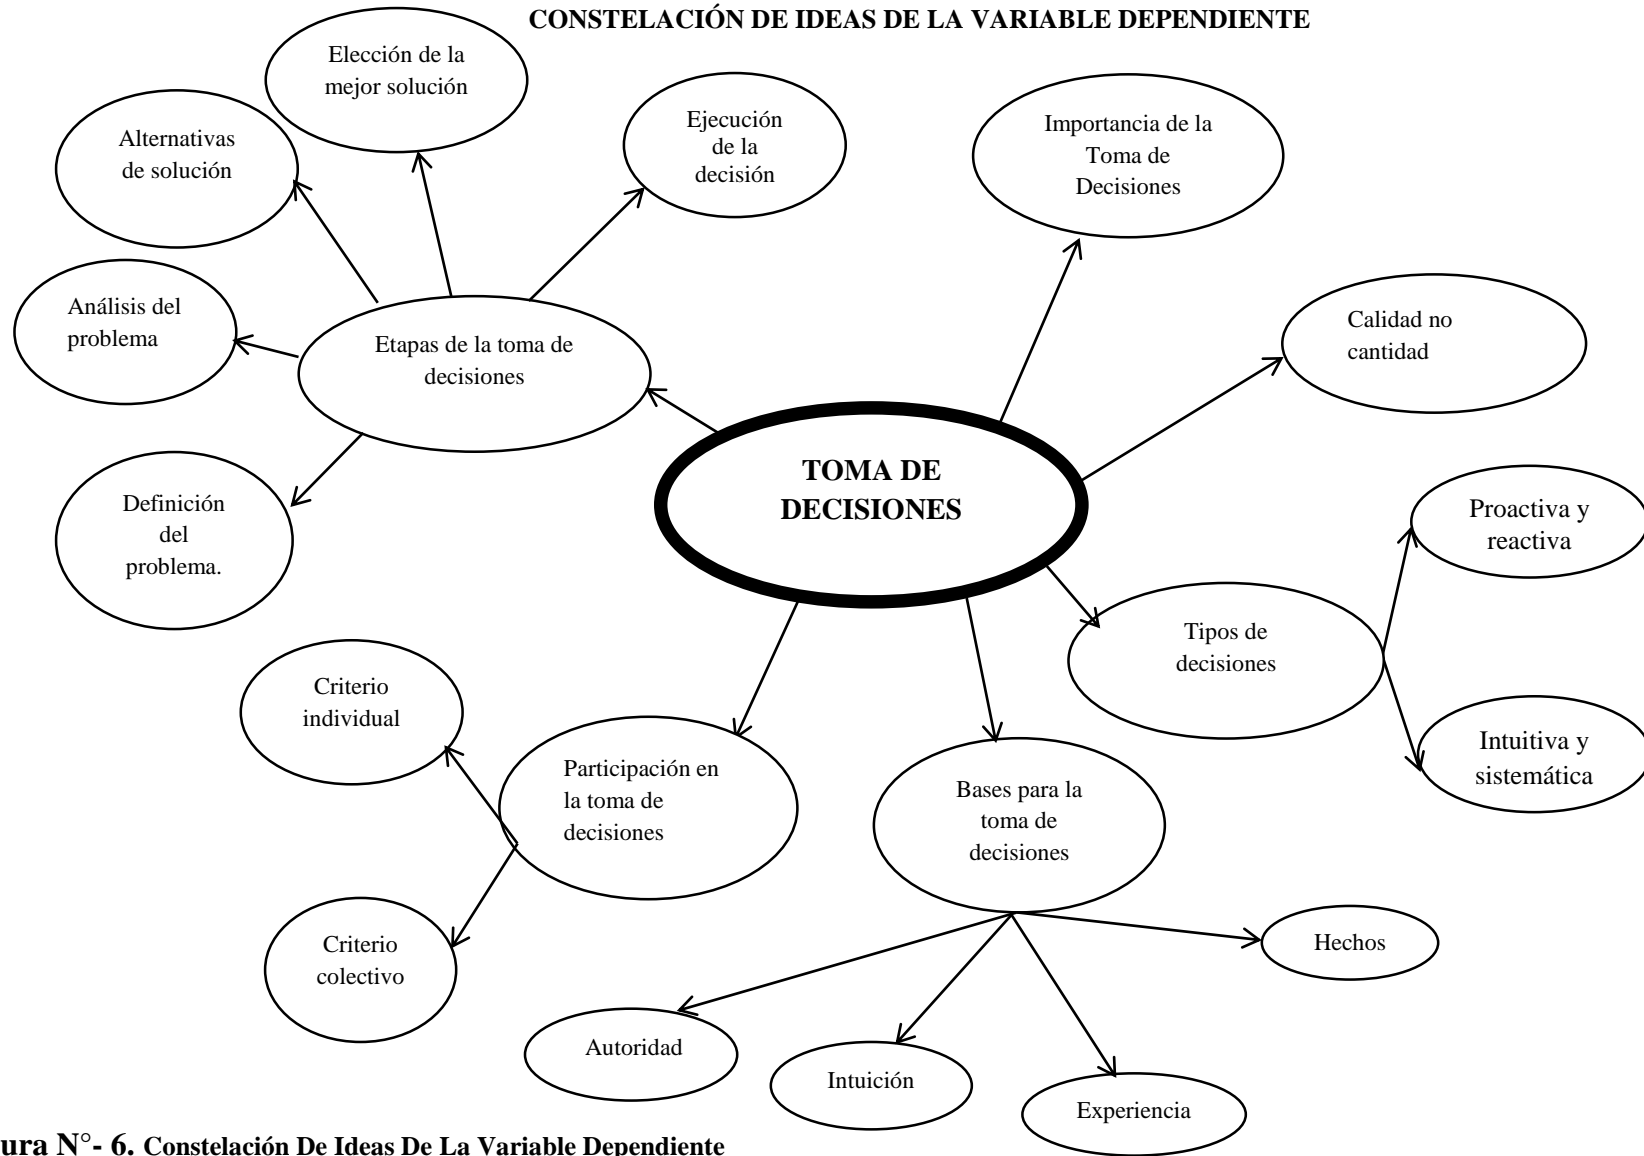 CONSTELACIÓN DE IDEAS DE LA VARIABLE DEPENDIENTE
Elección de la
mejor solución
Ejecución
de la
decisión
Importancia de la
Toma de
Decisiones
Alternativas
de solución
Análisis del
problema
Etapas de la toma de
decisiones
Calidad no
cantidad
TOMA DE
DECISIONES
Definición
del
problema.
Proactiva y
reactiva
Tipos de
decisiones
Intuitiva y
sistemática
Criterio
individual
Participación en
la toma de
decisiones
Bases para la
toma de
decisiones
Criterio
colectivo
Hechos
Autoridad
Intuición
Experiencia
ura N°- 6. Constelación De Ideas De La Variable Dependiente